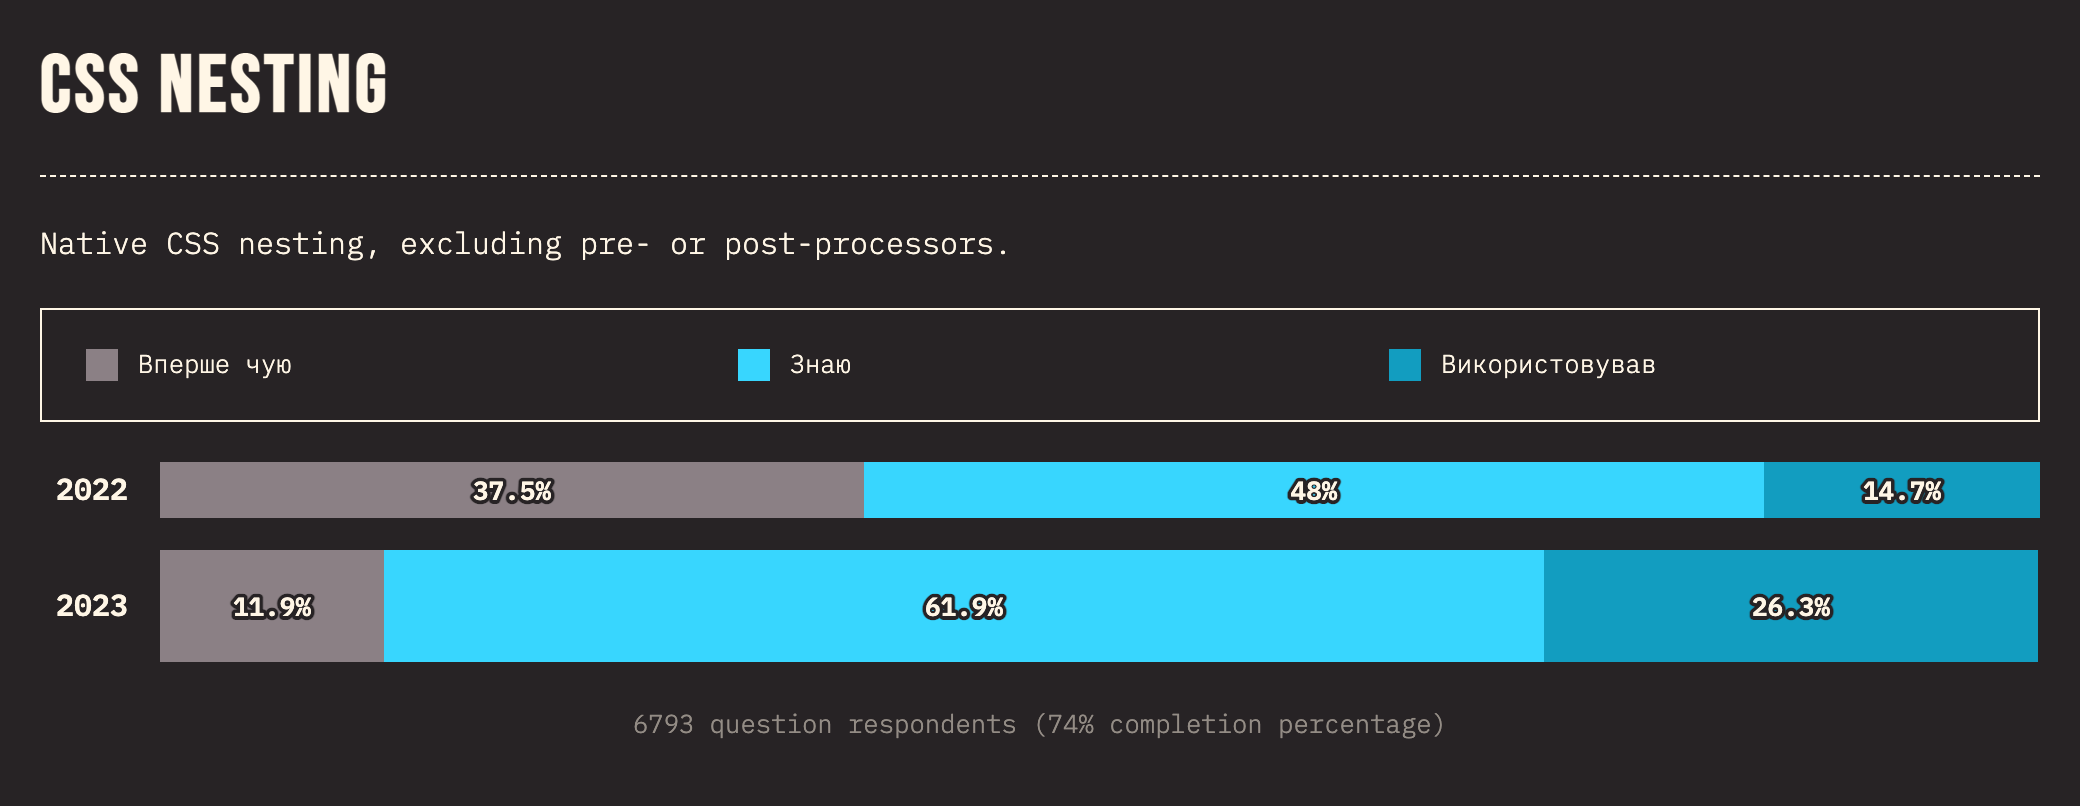 CSS NESTING
Native CSS nesting, excluding pre- or post-processors.
Вперше чую Знаю Використовував
2022 37.5% 48% 14.7%
2023 11.9% 61.9% 26.3%
6793 question respondents (74% completion percentage)